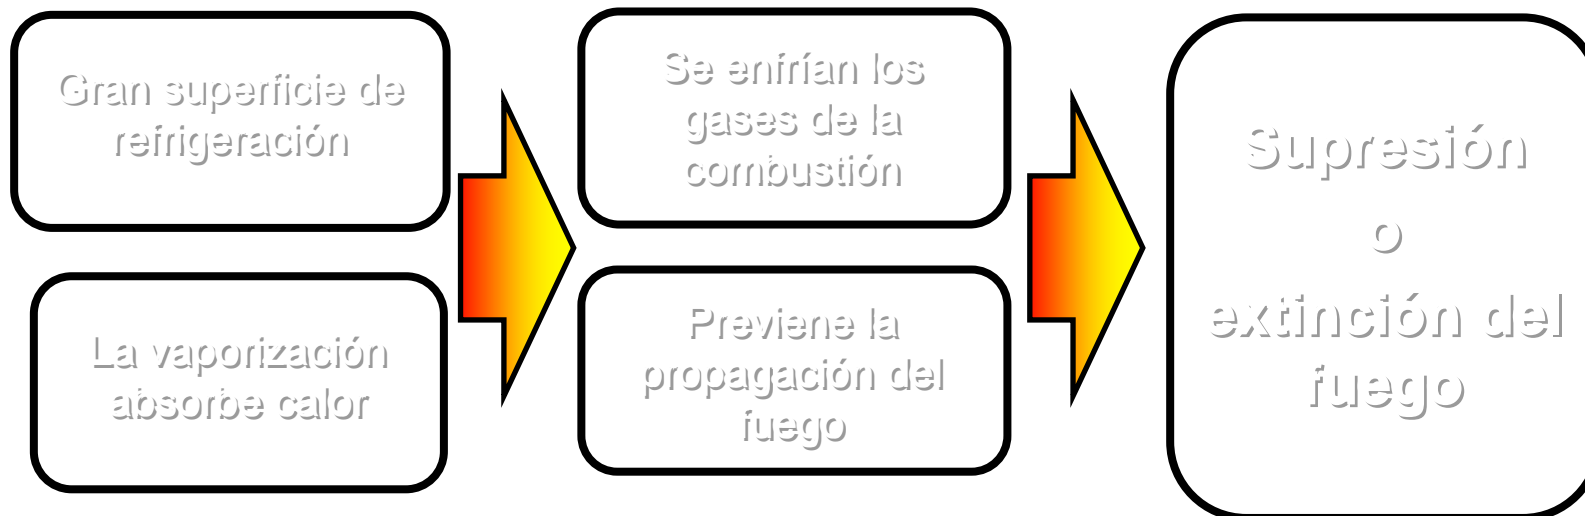 Gran superficie de
refrigeración
La vaporización
absorbe calor
Se enfrían los
gases de la
combustión
Previene la
propagación del
fuego
Supresión
o
extinción del
fuego